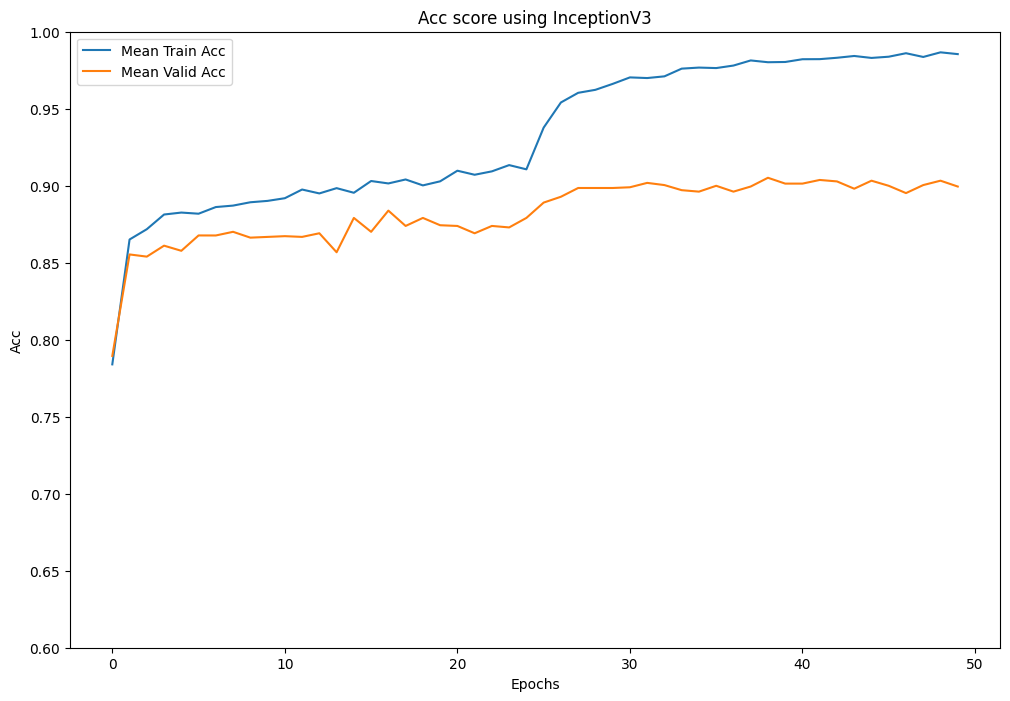 Acc score using InceptionV3
Mean Train Acc
Mean Valid Acc
1.00
0.95
0.90
0.85
0.80
0.75
0.70
0.65
0.60
Acc
0 10 20 30 40 50
Epochs